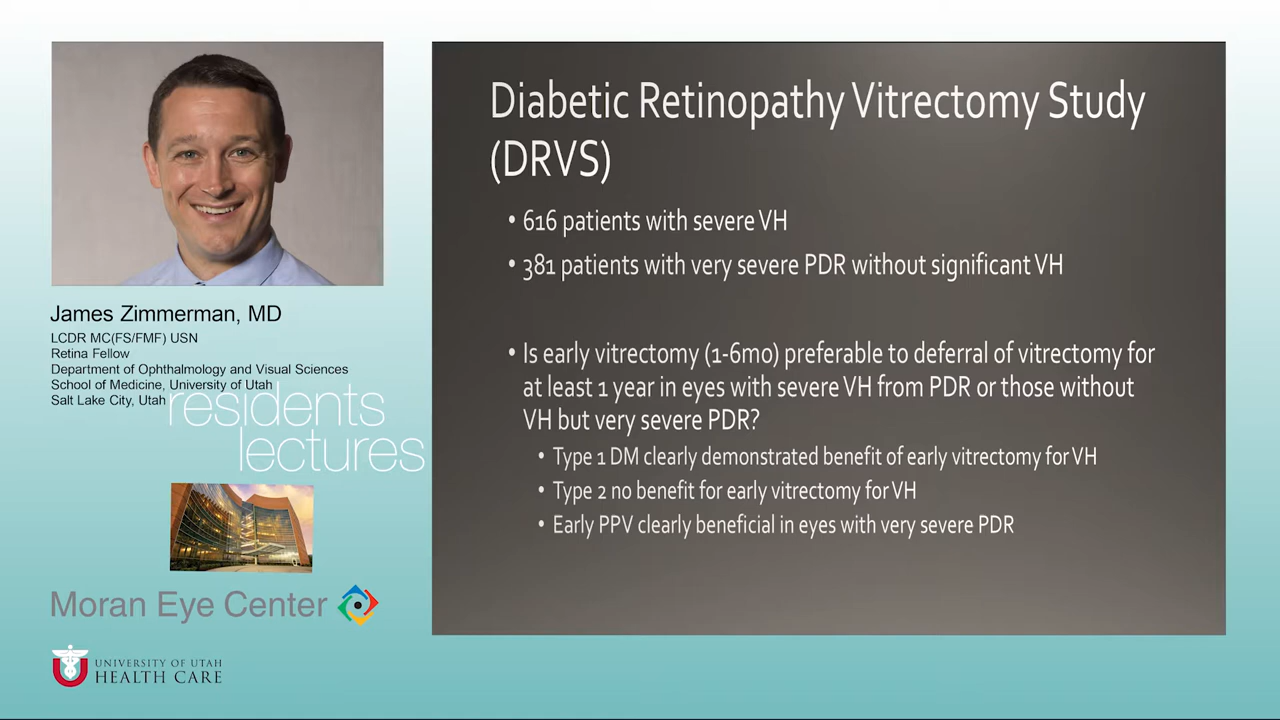 James Zimmerman, MD
LCDR MC(FS/FMF) USN
Retina Fellow
Department of Ophthalmology and Visual Sciences
School of Medicine, University of Utah
Salt Lake City, Utah
residents
lectures
Moran Eye Center
UNIVERSITY OF UTAH
HEALTH CARE
Diabetic Retinopathy Vitrectomy Study
(DRVS)
• 616 patients with severe VH
• 381 patients with very severe PDR without significant VH
• Is early vitrectomy (1-6mo) preferable to deferral of vitrectomy for
at least 1 year in eyes with severe VH from PDR or those without
VH but very severe PDR?
• Type 1 DM clearly demonstrated benefit of early vitrectomy for VH
• Type 2 no benefit for early vitrectomy for VH
• Early PPV clearly beneficial in eyes with very severe PDR